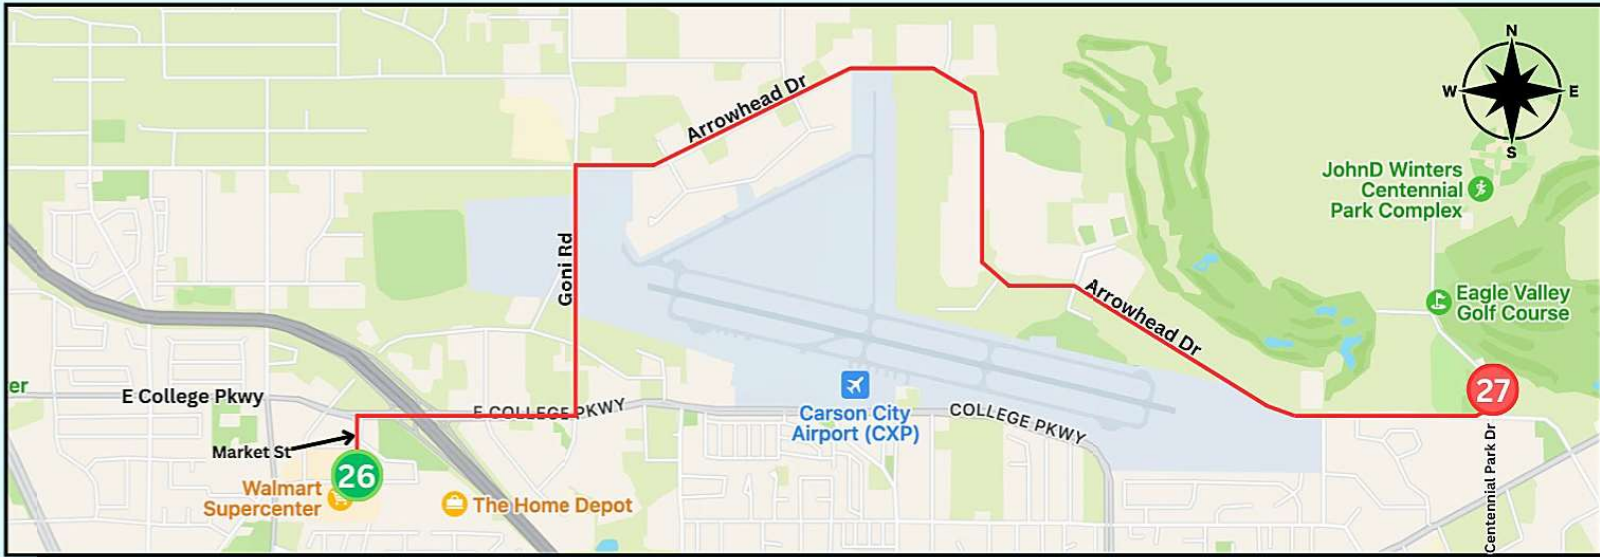 N
W
E
S
Arrowhead Dr
JohnD Winters
Centennial
Park Complex
Goni Rd
Arrowhead Dr
Eagle Valley
Golf Course
er
E College Pkwy
27
E COLLEGE PKWY
Carson City
Airport (CXP)
COLLEGE PKWY
Market St
26
Walmart
Supercenter
The Home Depot
Centennial Park Dr